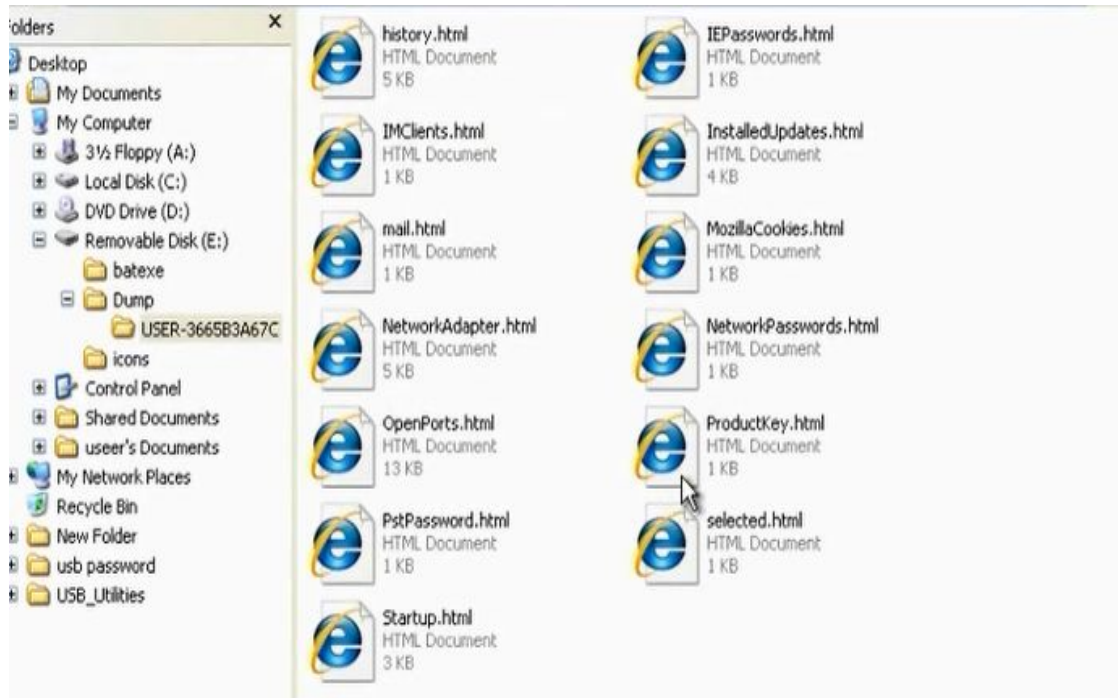 olders
Desktop
My Documents
My Computer
3½ Floppy (A:)
Local Disk (C:)
DVD Drive (D:)
Removable Disk (E:)
batexe
Dump
USER-3665B3A67C
icons
Control Panel
Shared Documents
useer's Documents
My Network Places
Recycle Bin
New Folder
usb password
USB_Utilities
history.html
HTML Document
5 KB
IEPasswords.html
HTML Document
1 KB
IMClients.html
HTML Document
1 KB
InstalledUpdates.html
HTML Document
4 KB
mail.html
HTML Document
1 KB
MozillaCookies.html
HTML Document
1 KB
NetworkAdapter.html
HTML Document
5 KB
NetworkPasswords.html
HTML Document
1 KB
OpenPorts.html
HTML Document
13 KB
ProductKey.html
HTML Document
1 KB
PstPassword.html
HTML Document
1 KB
selected.html
HTML Document
1 KB
Startup.html
HTML Document
3 KB